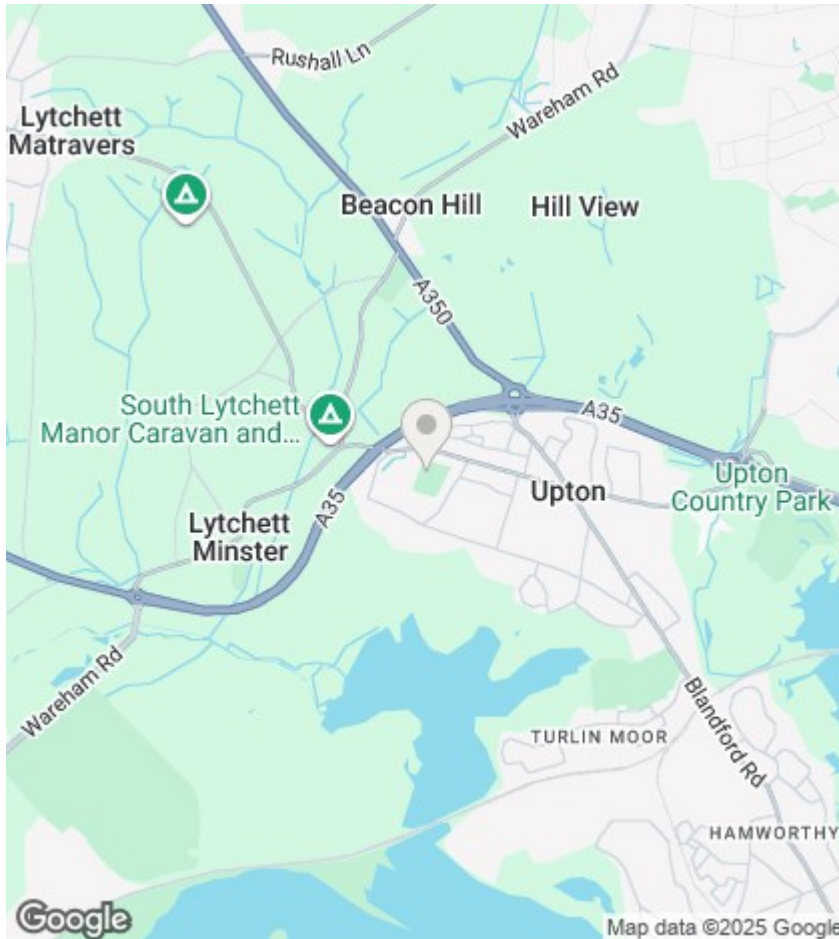 Rushall Ln
Wareham Rd
Lytchett
Matravers
Beacon Hill
Hill View
A350
South Lytchett
Manor Caravan and...
A35
Upton
Upton
Country Park
A35
Lytchett
Minster
Wareham Rd
Blandford Rd
TURLIN MOOR
HAMWORTHY
Google
Map data ©2025 Google